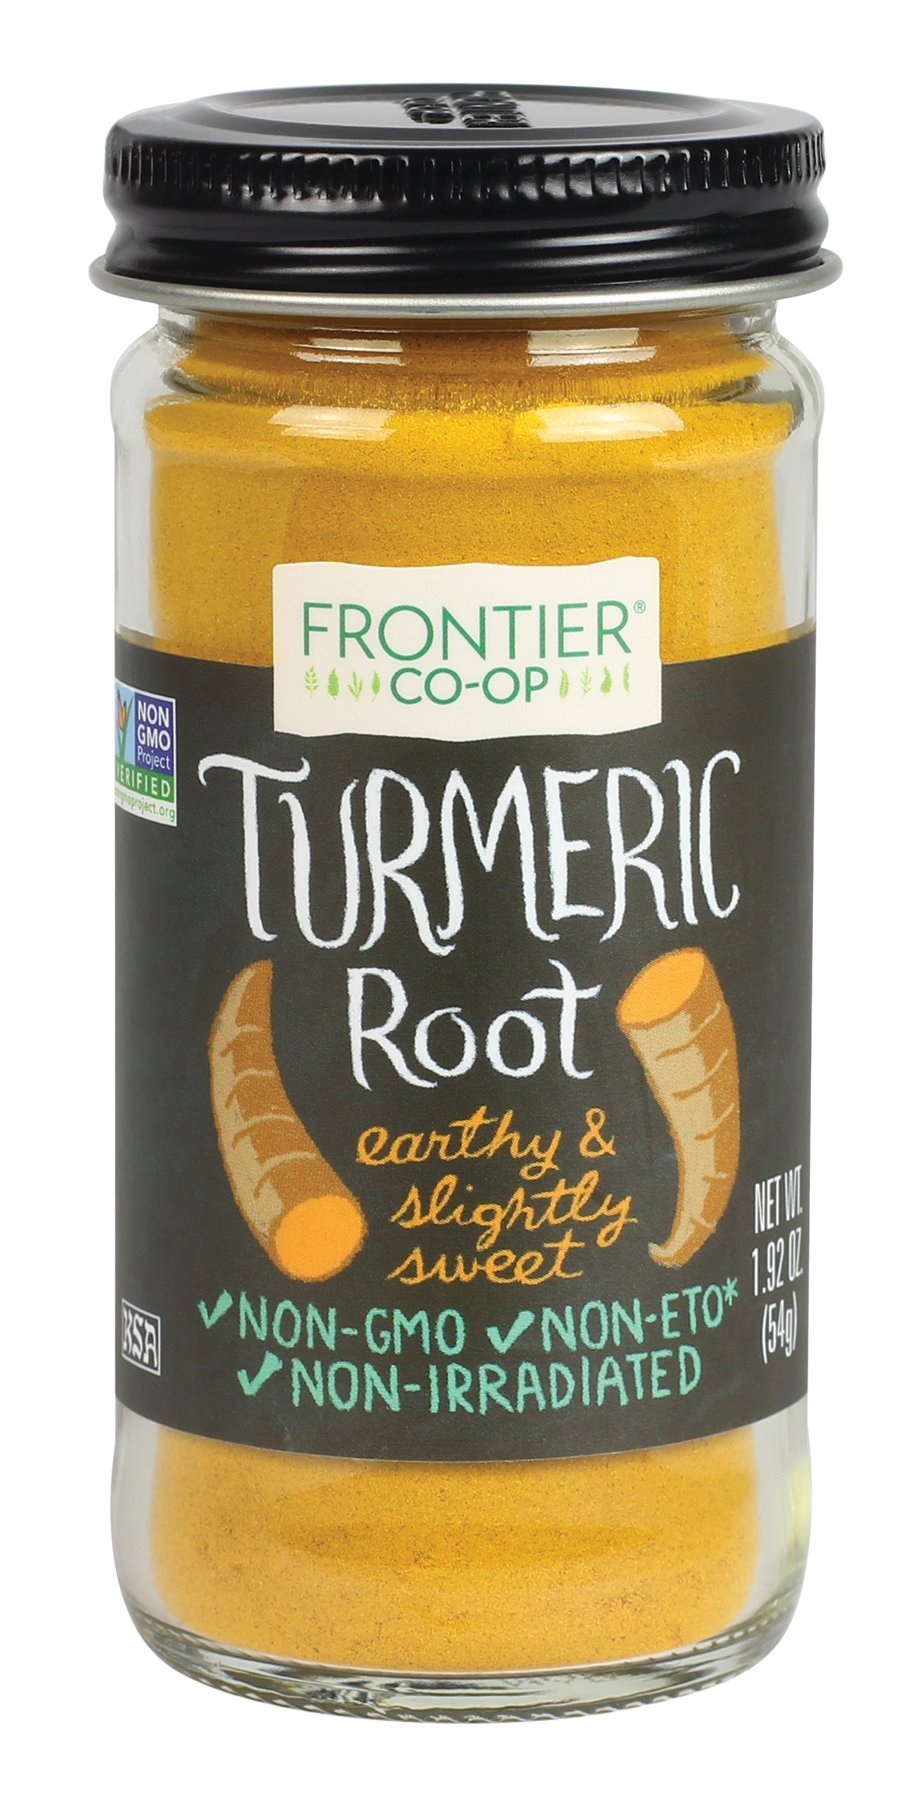 FRONTIER®
CO-OP
NON
GMO
Project
VERIFIED
TURMERIC
Root
earthy &
slightly
sweet
NET WT.
1.92 OZ.
(54g)
✓NON-GMO ✓NON-ETO*
✓NON-IRRADIATED
KSA